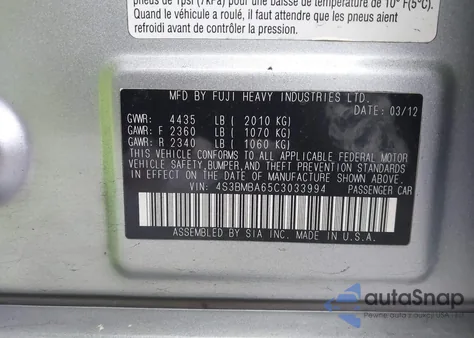 pneus de 1psi (7kPa) pour une baisse de température de 10° F(5°C).
Quand le véhicule a roulé, il faut attendre que les pneus aient
refroidi avant de contrôler la pression.
MFD BY FUJI HEAVY INDUSTRIES LTD.
DATE: 03/12
GVWR: 4435 LB ( 2010 KG)
GAWR: F 2360 LB ( 1070 KG)
GAWR: R 2340 LB ( 1060 KG)
THIS VEHICLE CONFORMS TO ALL APPLICABLE FEDERAL MOTOR
VEHICLE SAFETY, BUMPER, AND THEFT PREVENTION STANDARDS
IN EFFECT ON THE DATE OF MANUFACTURE SHOWN ABOVE.
VIN: 4S3BMBA65C3033994 PASSENGER CAR
ASSEMBLED BY SIA INC. MADE IN U.S.A.
autoSnap